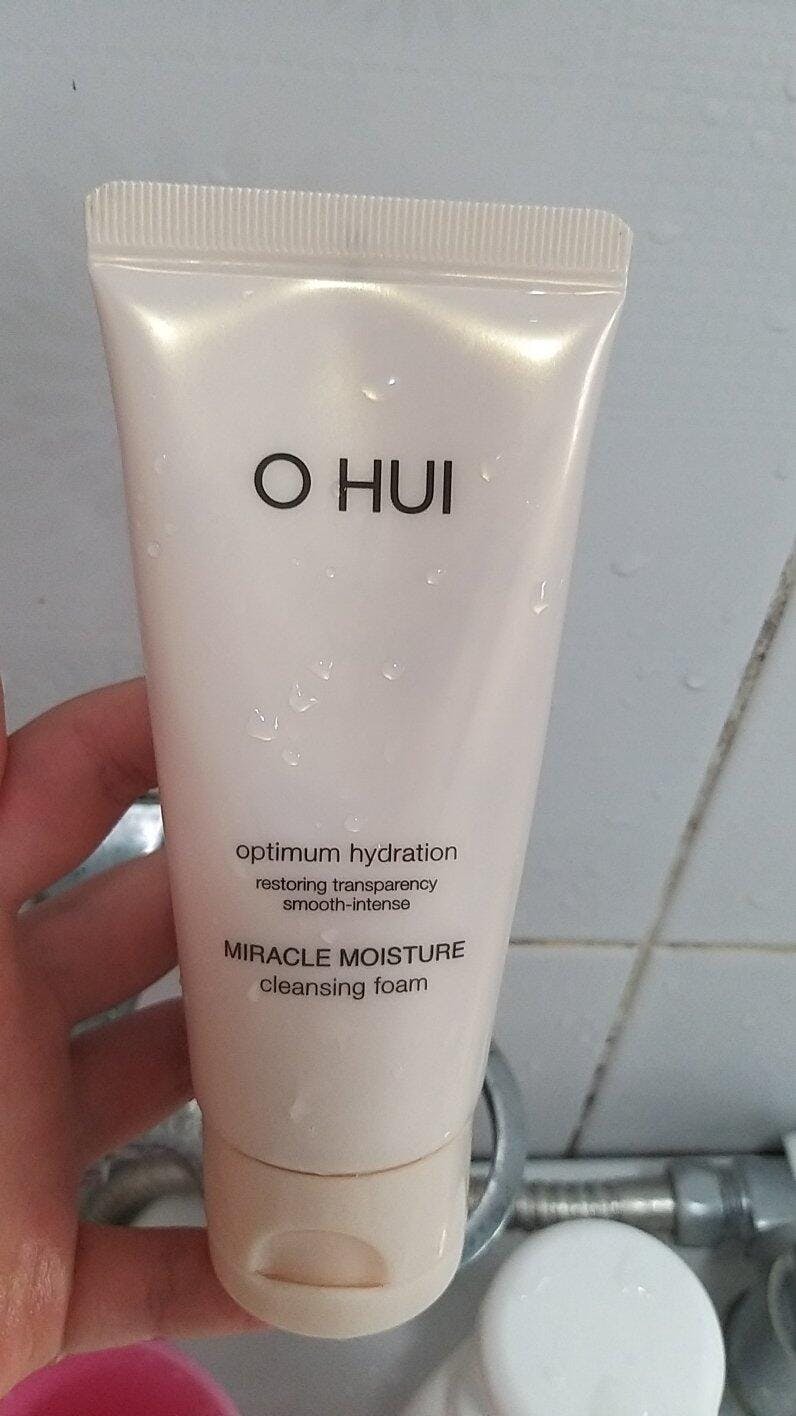 O HUI
optimum hydration
restoring transparency
smooth-intense
MIRACLE MOISTURE
cleansing foam